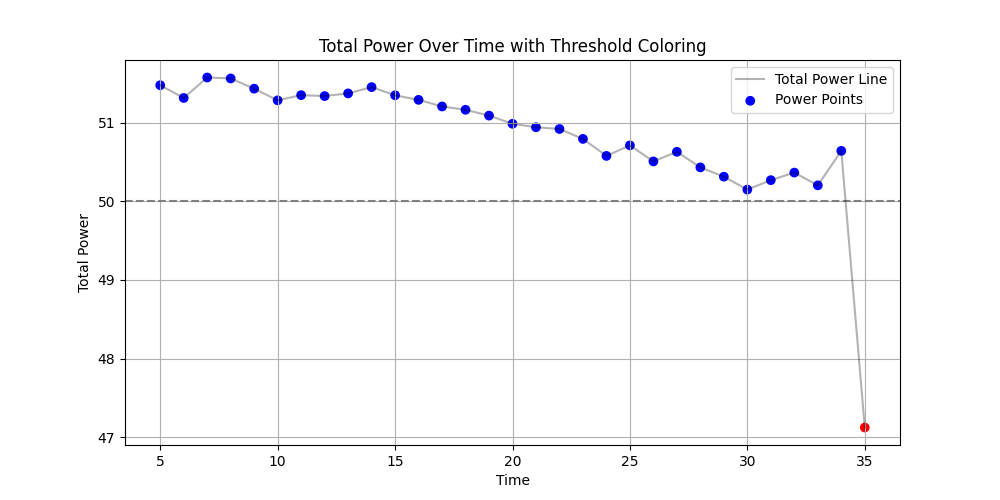 Total Power Over Time with Threshold Coloring
Total Power Line
Power Points
Total Power
51
50
49
48
47
5 10 15 20 25 30 35
Time